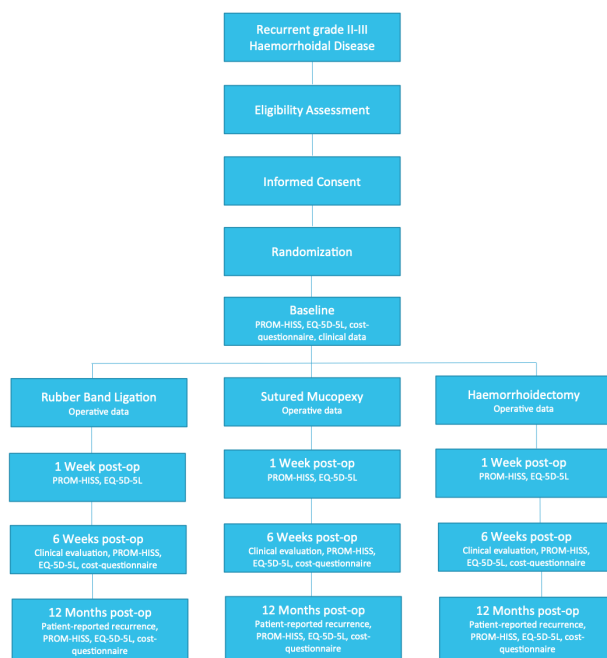 Recurrent grade II-III
Haemorrhoidal Disease
Eligibility Assessment
Informed Consent
Randomization
Baseline
PROM-HISS, EQ-5D-5L, cost-
questionnaire, clinical data
Rubber Band Ligation
Operative data
Sutured Mucopexy
Operative data
Haemorrhoidectomy
Operative data
1 Week post-op
PROM-HISS, EQ-5D-5L
1 Week post-op
PROM-HISS, EQ-5D-5L
1 Week post-op
PROM-HISS, EQ-5D-5L
6 Weeks post-op
Clinical evaluation, PROM-HISS,
EQ-5D-5L, cost-questionnaire
6 Weeks post-op
Clinical evaluation, PROM-HISS,
EQ-5D-5L, cost-questionnaire
6 Weeks post-op
Clinical evaluation, PROM-HISS,
EQ-5D-5L, cost-questionnaire
12 Months post-op
Patient-reported recurrence,
PROM-HISS, EQ-5D-5L, cost-
questionnaire
12 Months post-op
Patient-reported recurrence,
PROM-HISS, EQ-5D-5L, cost-
questionnaire
12 Months post-op
Patient-reported recurrence,
PROM-HISS, EQ-5D-5L, cost-
questionnaire